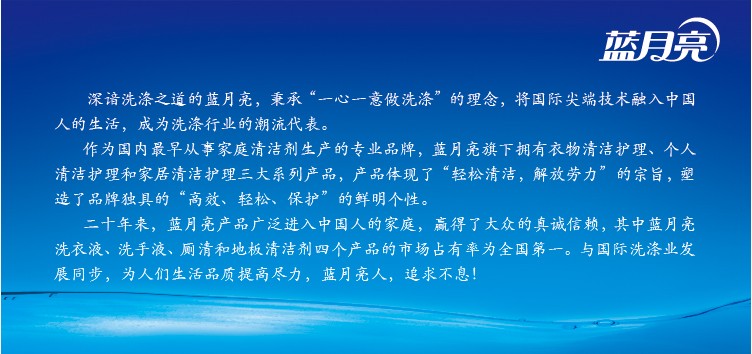 蓝月亮
深谙洗涤之道的蓝月亮，秉承“一心一意做洗涤”的理念，将国际尖端技术融入中国
人的生活，成为洗涤行业的潮流代表。
作为国内最早从事家庭清洁剂生产的专业品牌，蓝月亮旗下拥有衣物清洁护理、个人
清洁护理和家居清洁护理三大系列产品，产品体现了“轻松清洁，解放劳力”的宗旨，塑
造了品牌独具的“高效、轻松、保护”的鲜明个性。
二十年来，蓝月亮产品广泛进入中国人的家庭，赢得了大众的真诚信赖，其中蓝月亮
洗衣液、洗手液、厕清和地板清洁剂四个产品的市场占有率为全国第一。与国际洗涤业发
展同步，为人们生活品质提高尽力，蓝月亮人，追求不息！